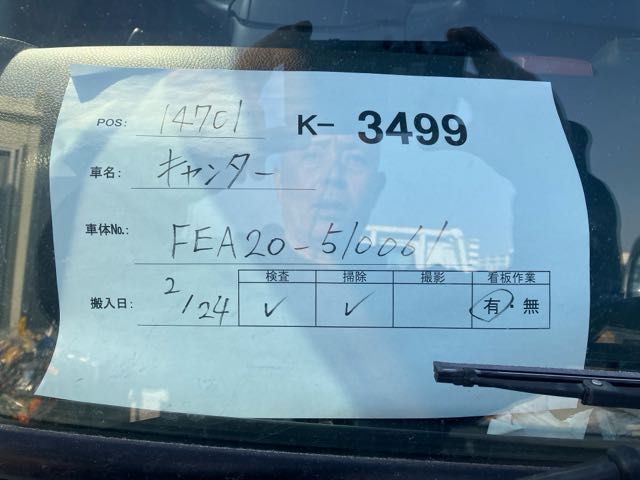 POS: 14701 K- 3499
車名: キャンター
車体No.: FEA20-510061
検査 掃除 撮影 看板作業
搬入日: 2/24 ✓ ✓ 有・無